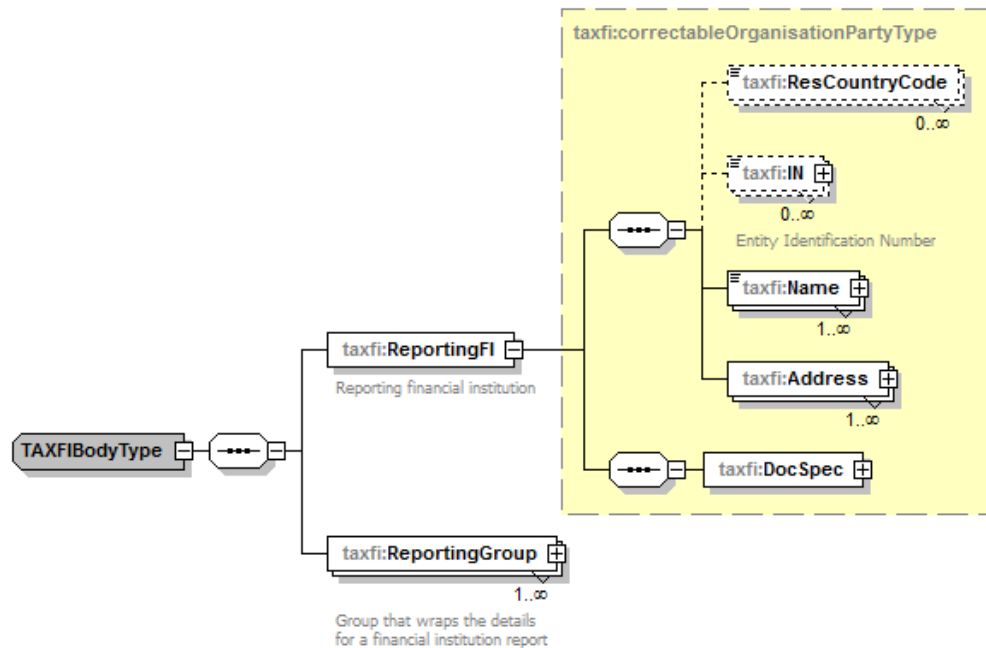 taxfi:correctableOrganisationPartyType
taxfi:ResCountryCode
0..∞
taxfi:IN
0..∞
Entity Identification Number
taxfi:Name
1..∞
taxfi:ReportingFI
Reporting financial institution
taxfi:Address
1..∞
TAXFIBodyType
taxfi:DocSpec
taxfi:ReportingGroup
1..∞
Group that wraps the details
for a financial institution report